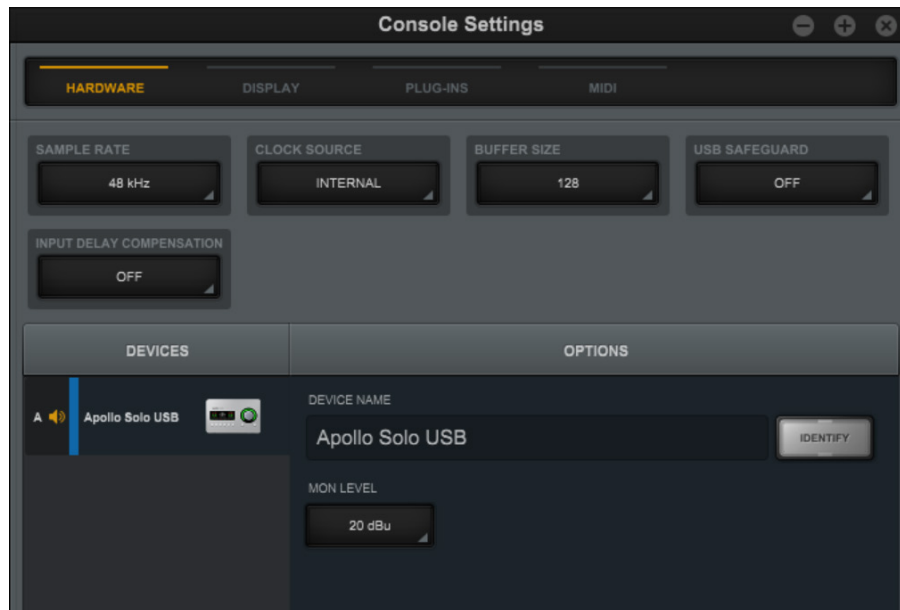 Console Settings
HARDWARE DISPLAY PLUG-INS MIDI
SAMPLE RATE CLOCK SOURCE BUFFER SIZE USB SAFEGUARD
48 kHz INTERNAL 128 OFF
INPUT DELAY COMPENSATION
OFF
DEVICES OPTIONS
DEVICE NAME
A Apollo Solo USB
Apollo Solo USB IDENTIFY
MON LEVEL
20 dBu